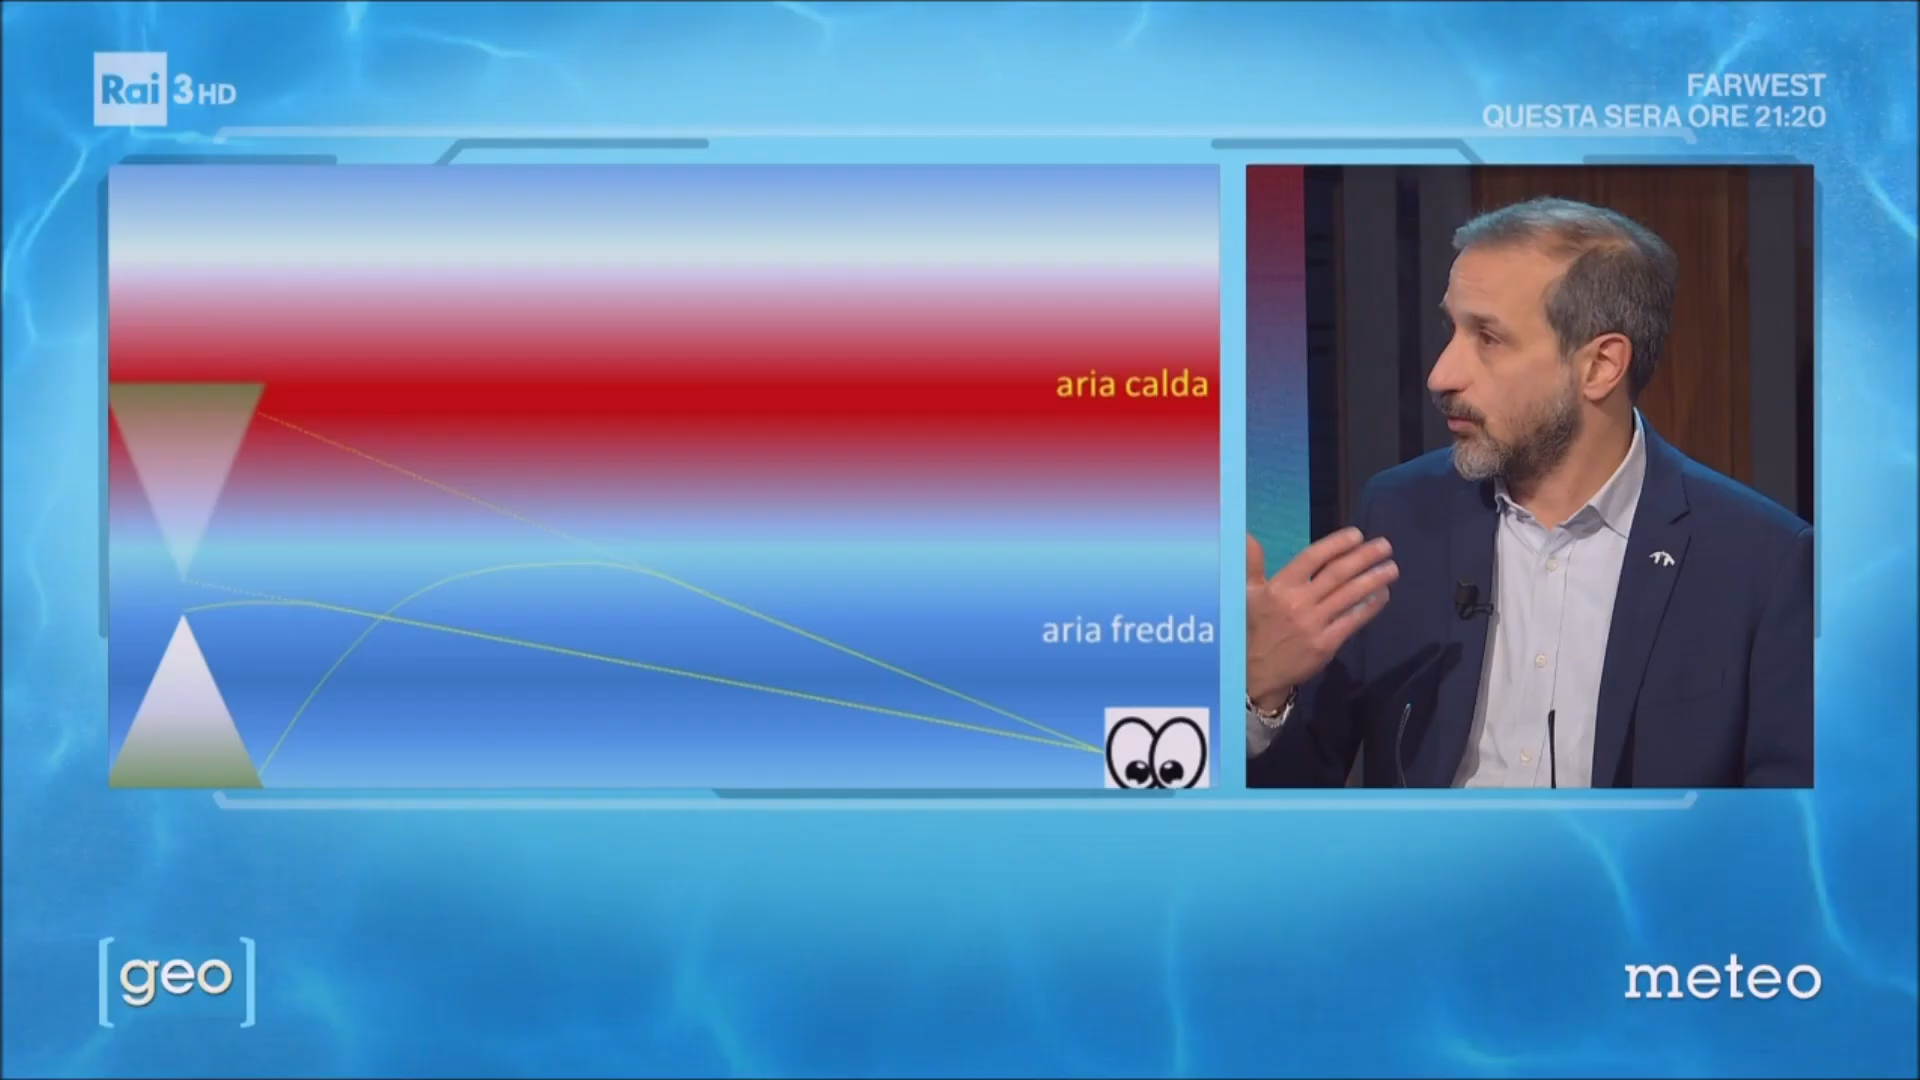 Rai 3 HD
FARWEST
QUESTA SERA ORE 21:20
aria calda
aria fredda
[geo]
meteo